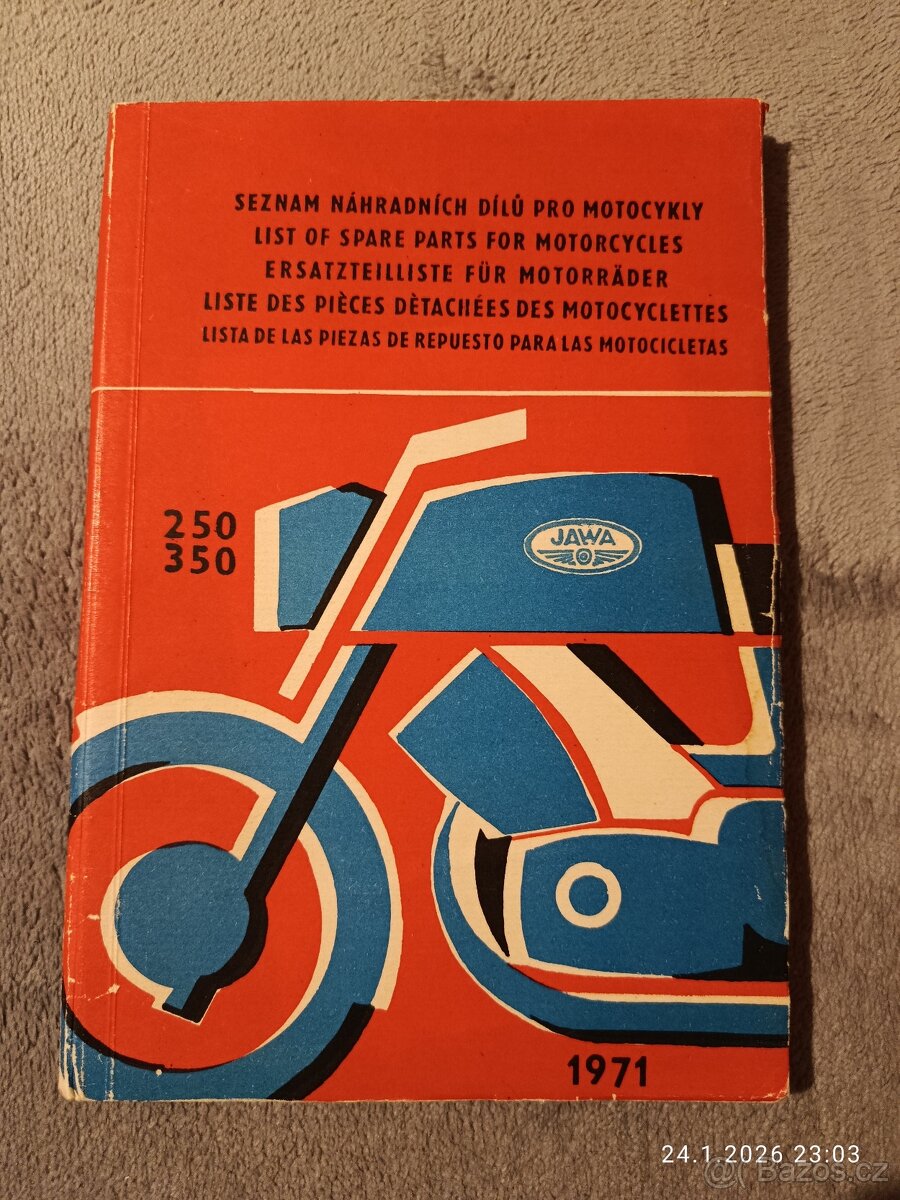 SEZNAM NÁHRADNÍCH DÍLŮ PRO MOTOCYKLY
LIST OF SPARE PARTS FOR MOTORCYCLES
ERSATZTEILLISTE FÜR MOTORRÄDER
LISTE DES PIÈCES DÈTACHÉES DES MOTOCYCLETTES
LISTA DE LAS PIEZAS DE REPUESTO PARA LAS MOTOCICLETAS
250
350
JAWA
1971
24.1.2026 23:03
Bazoš.cz